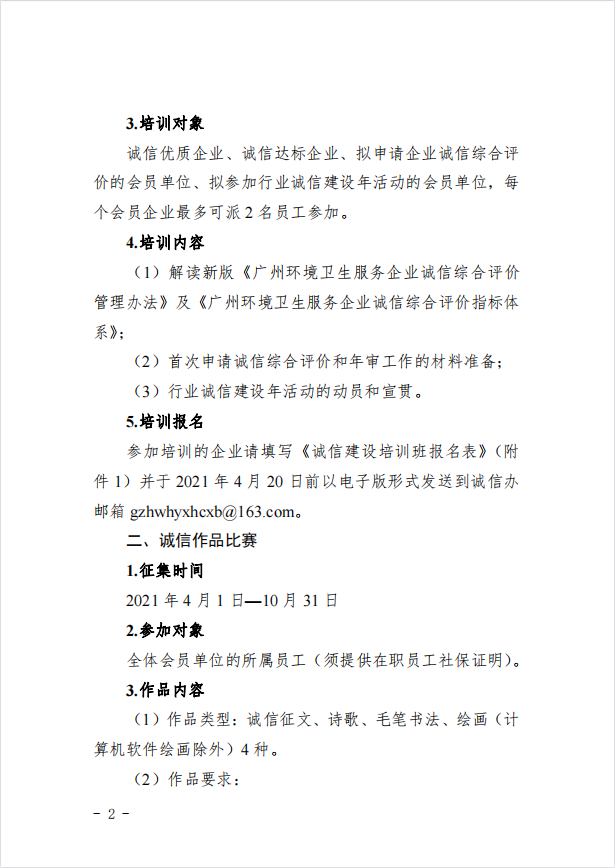 3.培训对象
诚信优质企业、诚信达标企业、拟申请企业诚信综合评
价的会员单位、拟参加行业诚信建设年活动的会员单位，每
个会员企业最多可派 2 名员工参加。
4.培训内容
（1）解读新版《广州环境卫生服务企业诚信综合评价
管理办法》及《广州环境卫生服务企业诚信综合评价指标体
系》；
（2）首次申请诚信综合评价和年审工作的材料准备；
（3）行业诚信建设年活动的动员和宣贯。
5.培训报名
参加培训的企业请填写《诚信建设培训班报名表》（附
件 1）并于 2021 年 4 月 20 日前以电子版形式发送到诚信办
邮箱 gzhwhyxhcxb@163.com。
二、诚信作品比赛
1.征集时间
2021 年 4 月 1 日—10 月 31 日
2.参加对象
全体会员单位的所属员工（须提供在职员工社保证明）。
3.作品内容
（1）作品类型：诚信征文、诗歌、毛笔书法、绘画（计
算机软件绘画除外）4 种。
（2）作品要求：
- 2 -